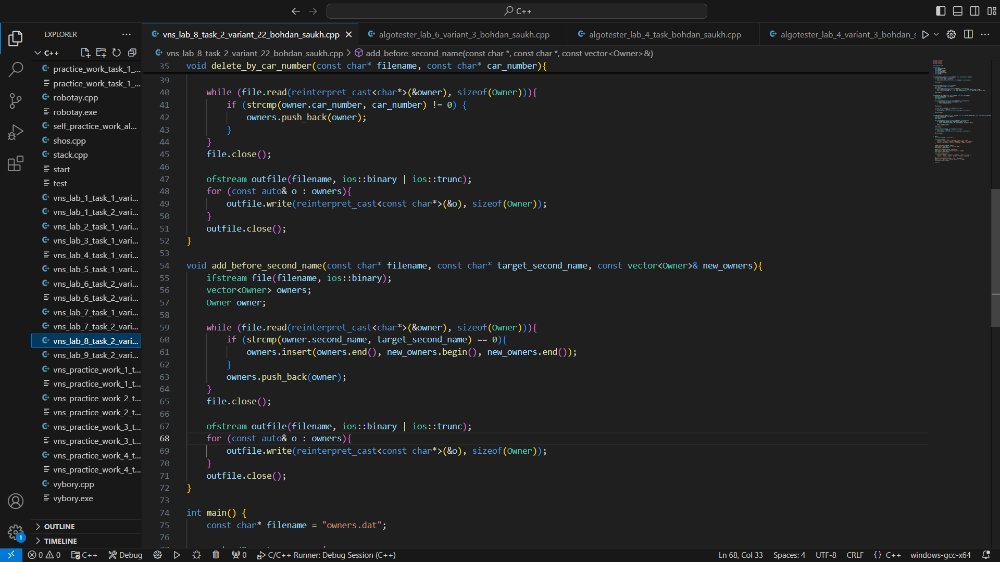 C++
EXPLORER
C++
practice_work_task_1_...
practice_work_task_1_...
robotay.cpp
robotay.exe
self_practice_work_al...
shos.cpp
stack.cpp
start
test
vns_lab_1_task_1_vari...
vns_lab_1_task_2_vari...
vns_lab_2_task_1_vari...
vns_lab_3_task_1_vari...
vns_lab_4_task_1_vari...
vns_lab_5_task_1_vari...
vns_lab_6_task_2_vari...
vns_lab_6_task_2_vari...
vns_lab_7_task_1_vari...
vns_lab_7_task_2_vari...
vns_lab_8_task_2_vari...
vns_lab_9_task_2_vari...
vns_practice_work_1_t...
vns_practice_work_1_t...
vns_practice_work_2_t...
vns_practice_work_2_t...
vns_practice_work_3_t...
vns_practice_work_3_t...
vns_practice_work_4_t...
vns_practice_work_4_t...
vybory.cpp
vybory.exe
OUTLINE
TIMELINE
vns_lab_8_task_2_variant_22_bohdan_saukh.cpp algotester_lab_6_variant_3_bohdan_saukh.cpp algotester_lab_4_task_bohdan_saukh.cpp algotester_lab_4_variant_3_bohdan_s
vns_lab_8_task_2_variant_22_bohdan_saukh.cpp > add_before_second_name(const char *, const char *, const vector<Owner>&)
35 void delete_by_car_number(const char* filename, const char* car_number){
39
40 while (file.read(reinterpret_cast<char*>(&owner), sizeof(Owner))){
41 if (strcmp(owner.car_number, car_number) != 0) {
42 owners.push_back(owner);
43 }
44 }
45 file.close();
46
47 ofstream outfile(filename, ios::binary | ios::trunc);
48 for (const auto& o : owners){
49 outfile.write(reinterpret_cast<const char*>(&o), sizeof(Owner));
50 }
51 outfile.close();
52 }
53
54 void add_before_second_name(const char* filename, const char* target_second_name, const vector<Owner>& new_owners){
55 ifstream file(filename, ios::binary);
56 vector<Owner> owners;
57 Owner owner;
58
59 while (file.read(reinterpret_cast<char*>(&owner), sizeof(Owner))){
60 if (strcmp(owner.second_name, target_second_name) == 0){
61 owners.insert(owners.end(), new_owners.begin(), new_owners.end());
62 }
63 owners.push_back(owner);
64 }
65 file.close();
66
67 ofstream outfile(filename, ios::binary | ios::trunc);
68 for (const auto& o : owners){
69 outfile.write(reinterpret_cast<const char*>(&o), sizeof(Owner));
70 }
71 outfile.close();
72 }
73
74 int main() {
75 const char* filename = "owners.dat";
76
1
0 0 C++ Debug 0 C/C++ Runner: Debug Session (C++) Ln 68, Col 33 Spaces: 4 UTF-8 CRLF {} C++ windows-gcc-x64